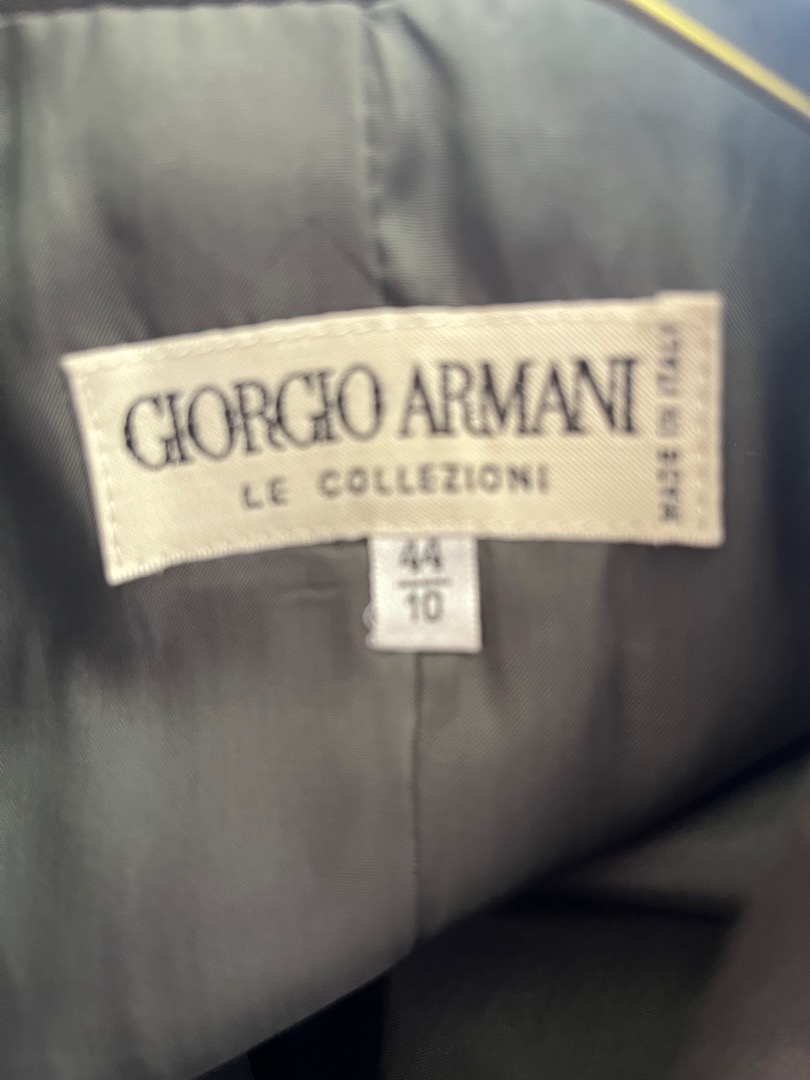 GIORGIO ARMANI
LE COLLEZIONI
MADE IN ITALY
44
10